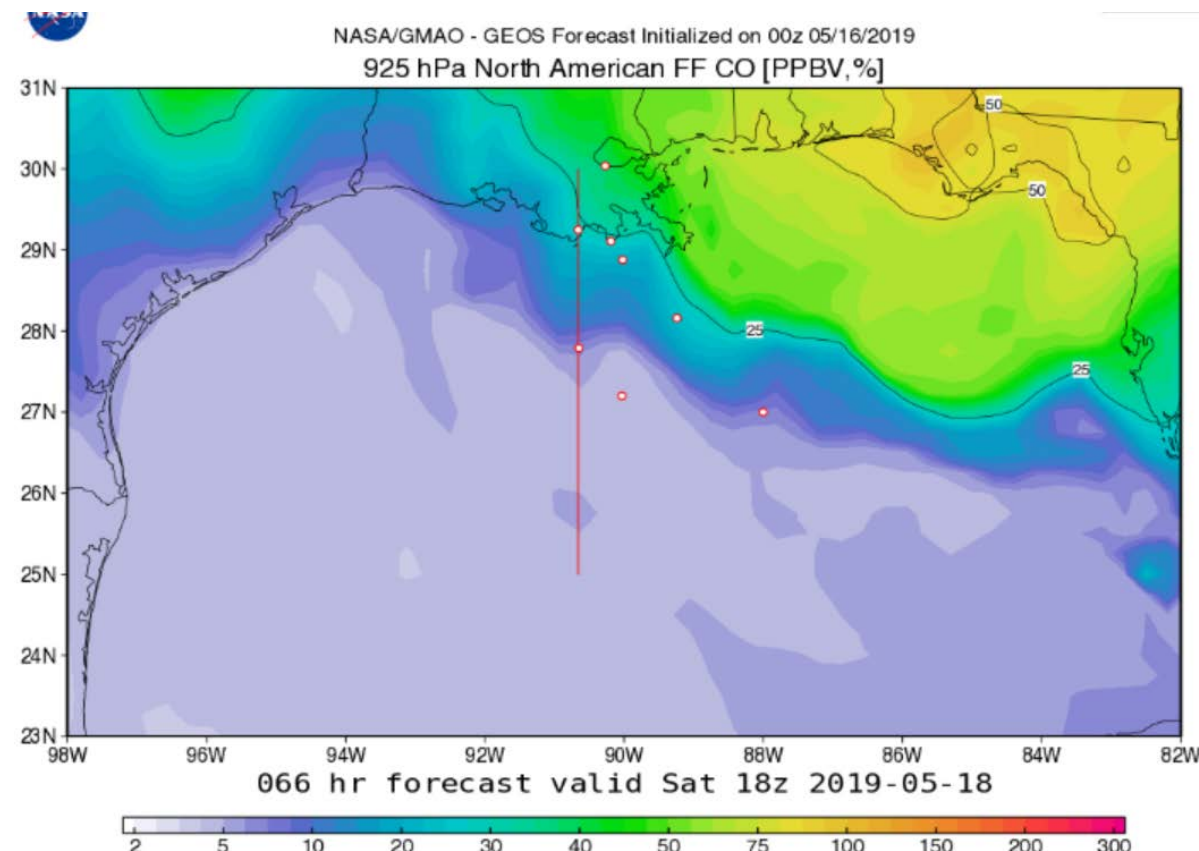 NASA
NASA/GMAO - GEOS Forecast Initialized on 00z 05/16/2019
925 hPa North American FF CO [PPBV,%]
31N
30N
29N
28N
27N
26N
25N
24N
23N
50
50
25
25
98W 96W 94W 92W 90W 88W 86W 84W 82W
066 hr forecast valid Sat 18z 2019-05-18
2 5 10 20 30 40 50 75 100 150 200 300